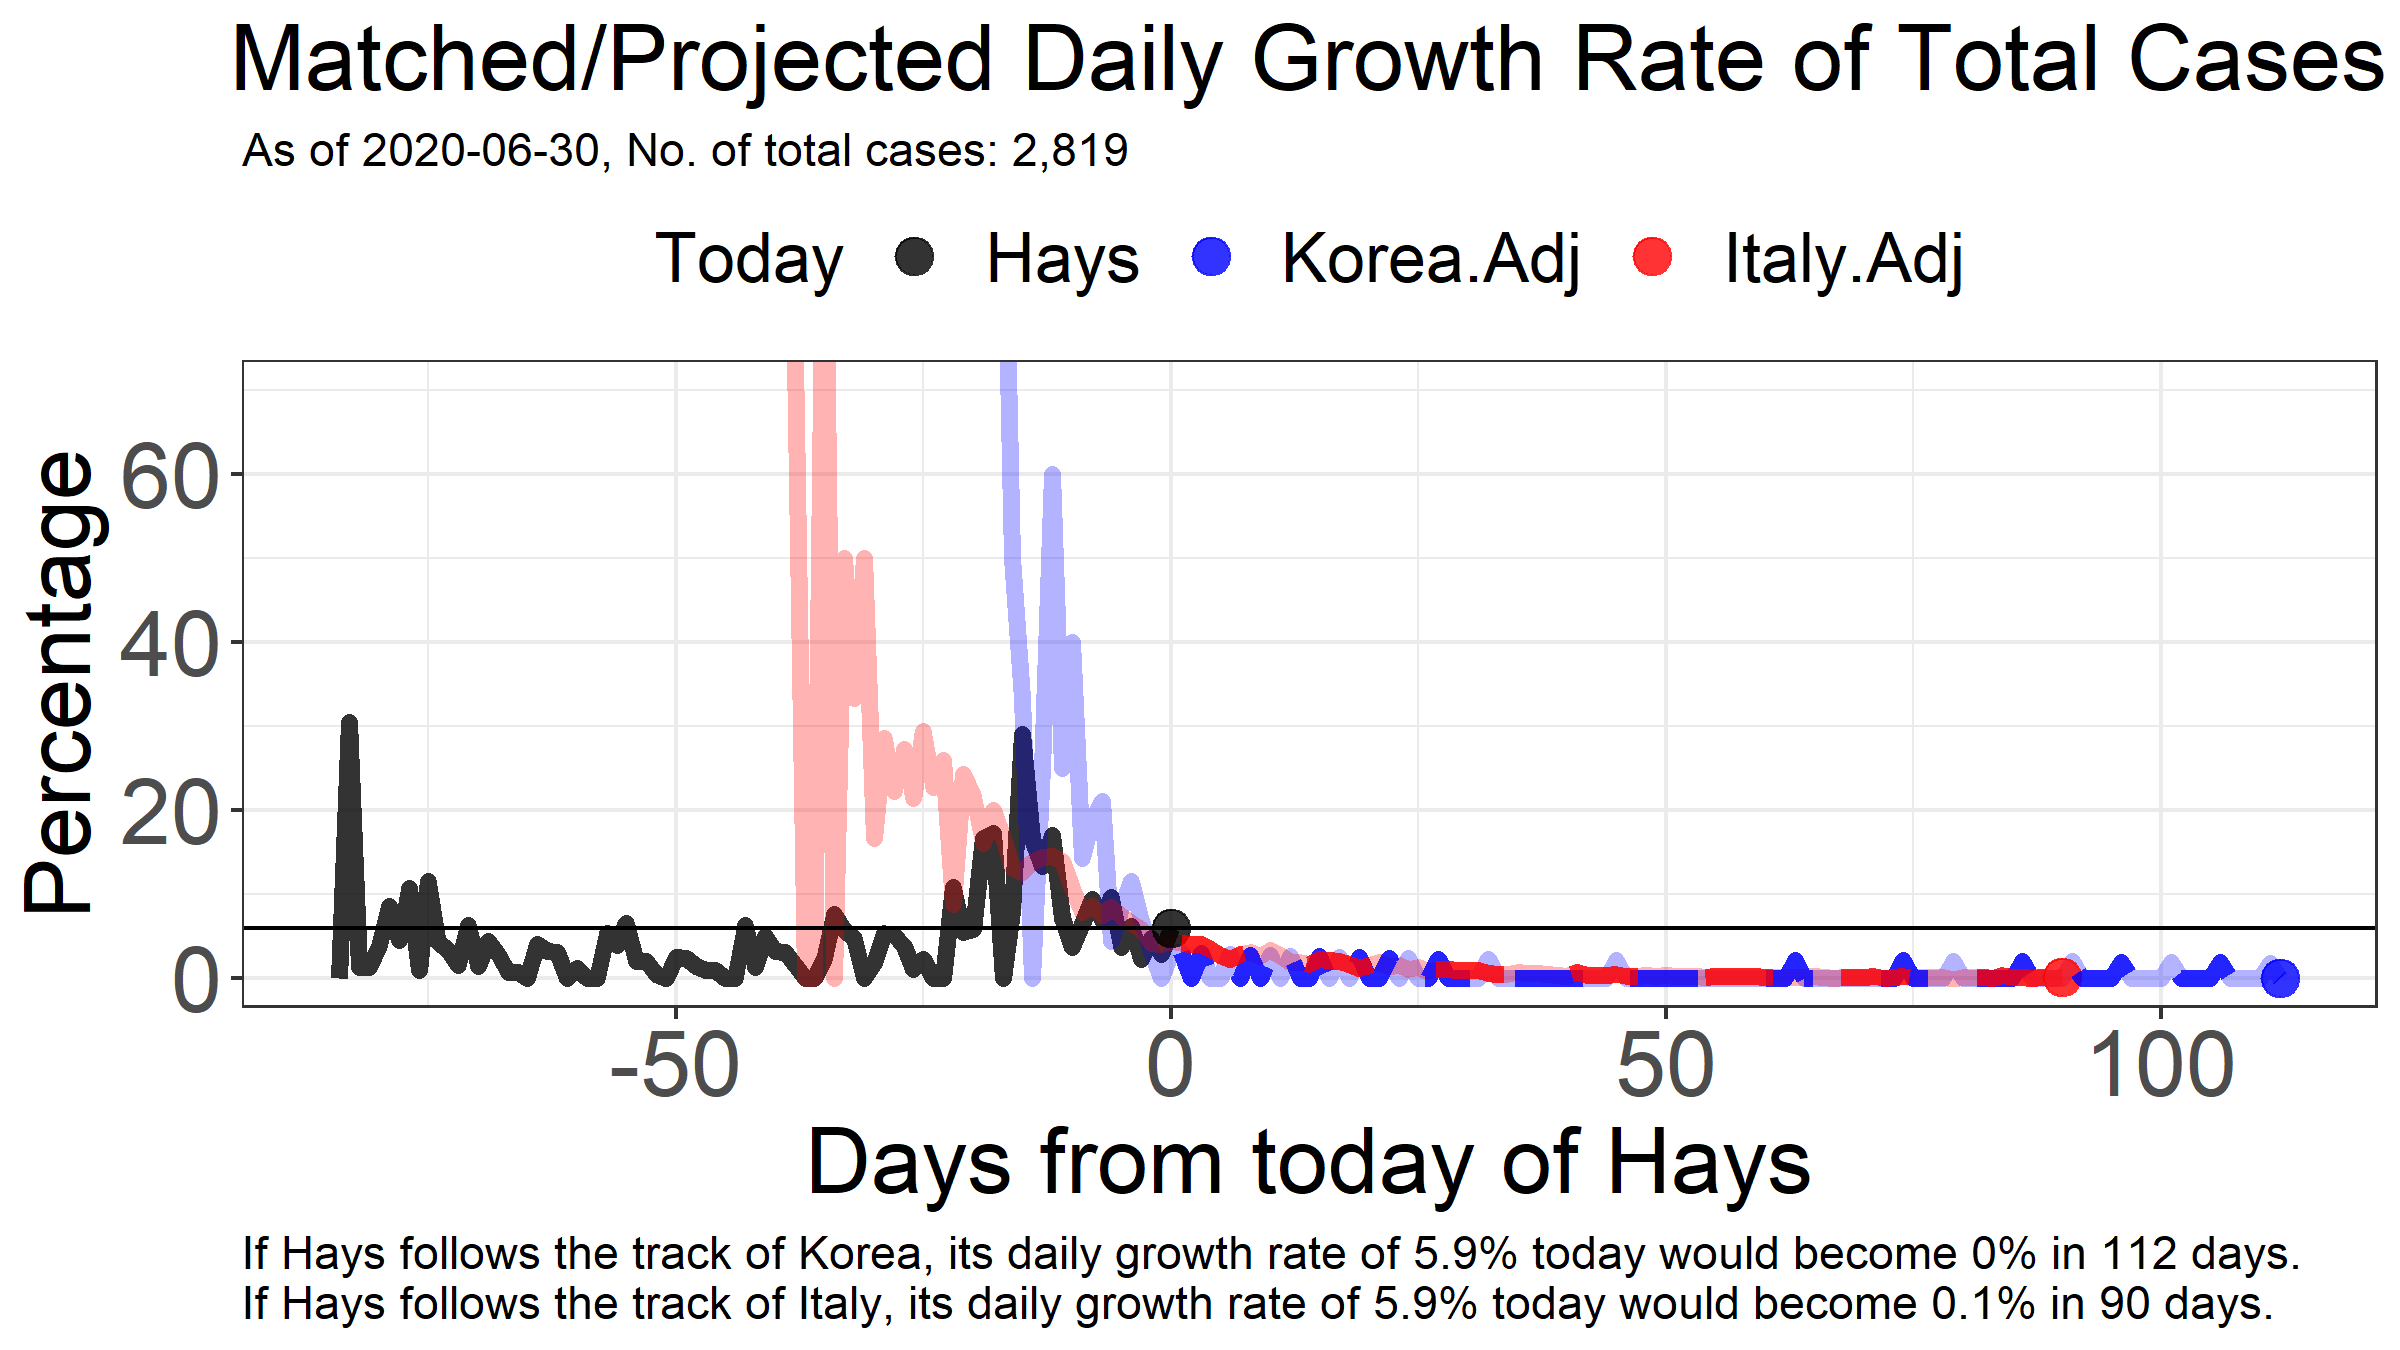 Matched/Projected Daily Growth Rate of Total Cases
As of 2020-06-30, No. of total cases: 2,819
Today Hays Korea.Adj Italy.Adj
Percentage
60
40
20
0
-50 0 50 100
Days from today of Hays
If Hays follows the track of Korea, its daily growth rate of 5.9% today would become 0% in 112 days.
If Hays follows the track of Italy, its daily growth rate of 5.9% today would become 0.1% in 90 days.